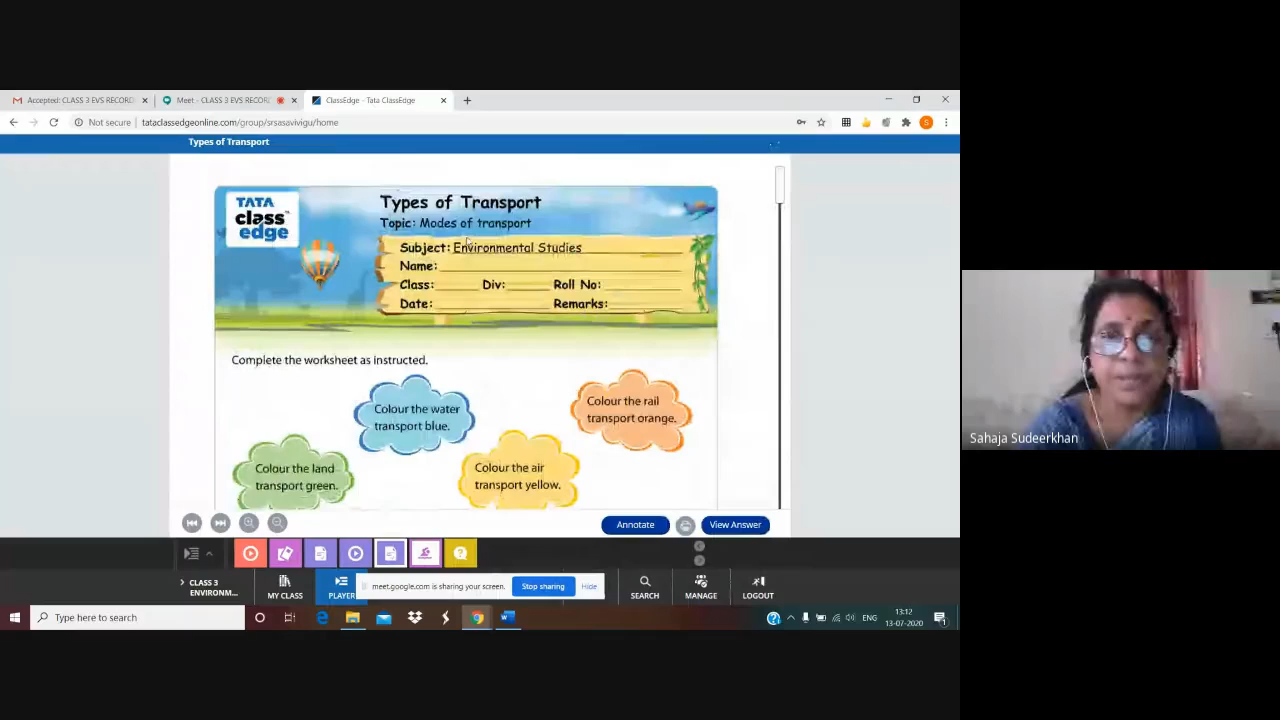 Accepted: CLASS 3 EVS RECORD
Meet - CLASS 3 EVS RECORD
ClassEdge - Tata ClassEdge
Not secure
tataclassedgeonline.com/group/srsasavivigu/home
S
Types of Transport
TATA
class
edge
Types of Transport
Topic: Modes of transport
Subject: Environmental Studies
Name:
Class: Div: Roll No:
Date: Remarks:
Complete the worksheet as instructed.
Colour the water
transport blue.
Colour the rail
transport orange.
Colour the land
transport green.
Colour the air
transport yellow.
Annotate
View Answer
CLASS 3
ENVIRONM...
MY CLASS
PLAYER
meet.google.com is sharing your screen.
Stop sharing
Hide
SEARCH
MANAGE
LOGOUT
Type here to search
ENG
13:12
13-07-2020
Sahaja Sudeerkhan